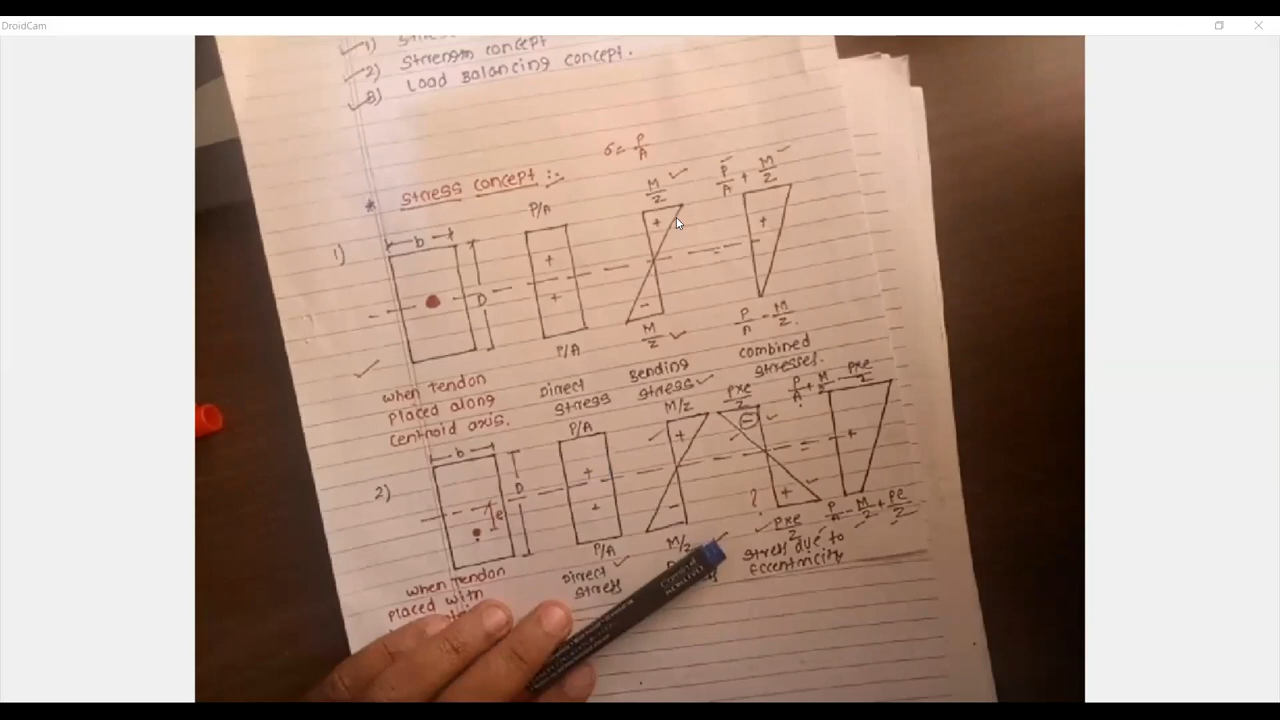 DroidCam
1)
2) Strength concept
3) Load Balancing concept.
σ = P/A
* Stress concept :-
1)
b
D
P/A
+
+
P/A
M/Z
+
-
M/Z
P/A + M/Z
+
P/A - M/Z
when tendon
placed along
centroid axis.
Direct
stress
Bending
stress
combined
stresses.
2)
b
D
e
P/A
+
+
P/A
M/Z
+
-
M/Z
Pxe/Z
-
+
?
Pxe/Z
P/A + M/Z - Pxe/Z
+
P/A - M/Z + Pe/Z
when tendon
placed with
Direct
stress
stress due to
eccentricity